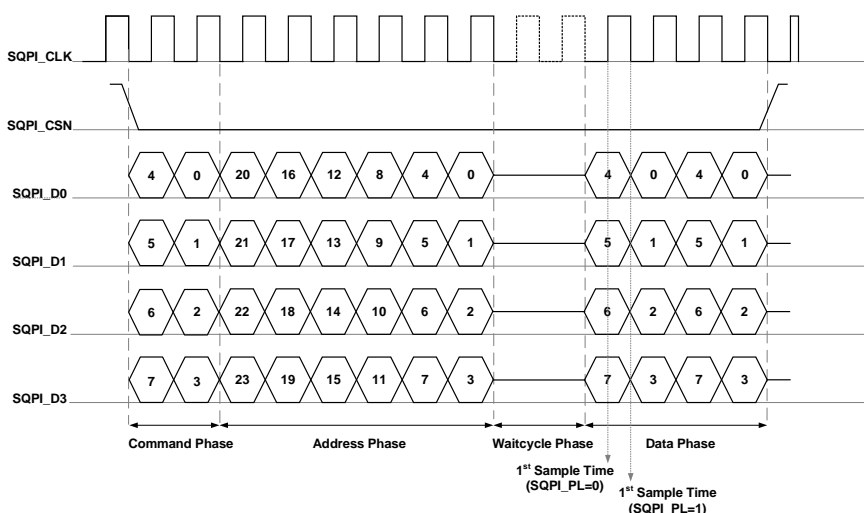 SQPI_CLK
SQPI_CSN
SQPI_D0 4 0 20 16 12 8 4 0 4 0 4 0
SQPI_D1 5 1 21 17 13 9 5 1 5 1 5 1
SQPI_D2 6 2 22 18 14 10 6 2 6 2 6 2
SQPI_D3 7 3 23 19 15 11 7 3 7 3 7 3
Command Phase Address Phase Waitcycle Phase Data Phase
1st Sample Time
(SQPI_PL=0)
1st Sample Time
(SQPI_PL=1)